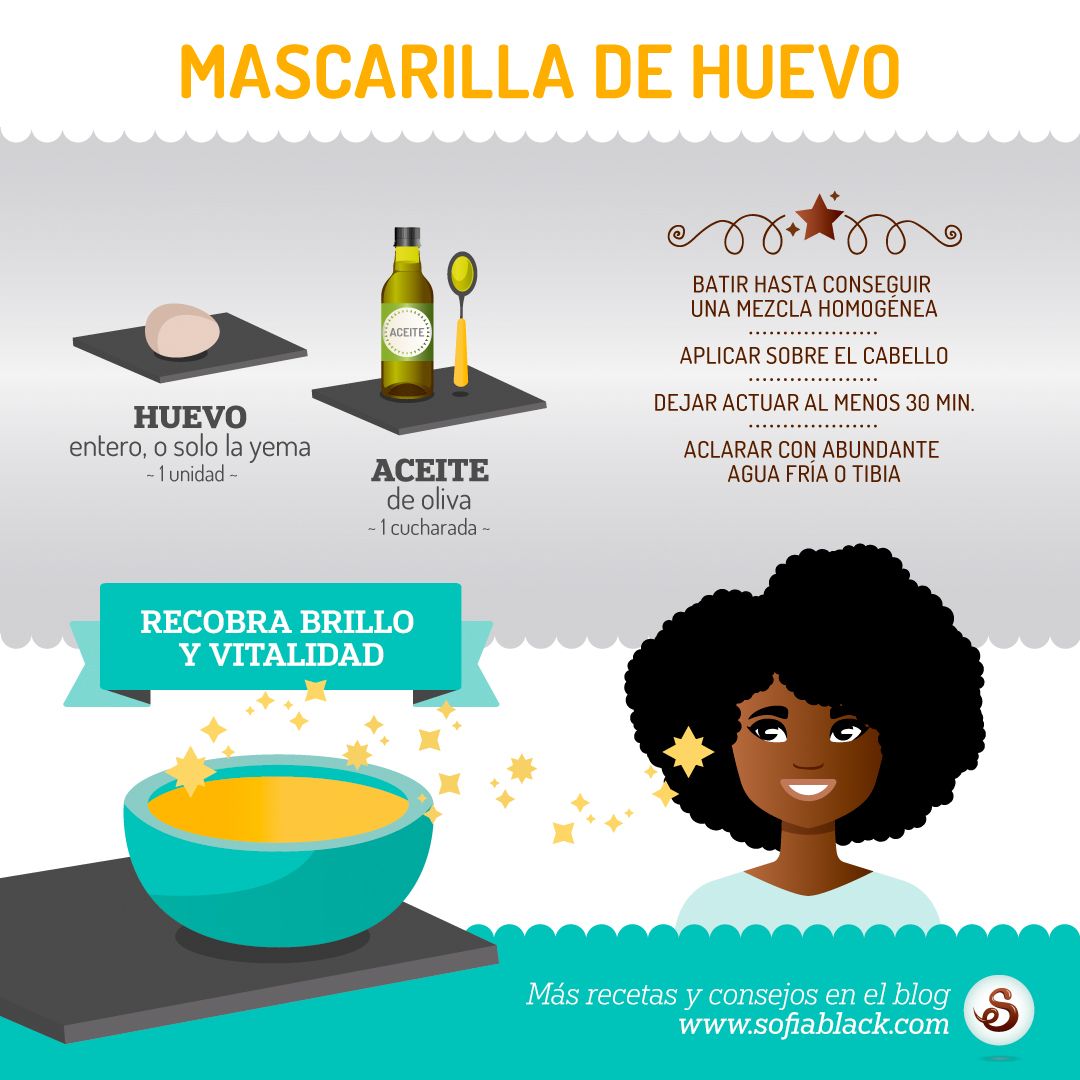 MASCARILLA DE HUEVO
HUEVO
entero, o solo la yema
~ 1 unidad ~
ACEITE
ACEITE
de oliva
~ 1 cucharada ~
BATIR HASTA CONSEGUIR
UNA MEZCLA HOMOGÉNEA
APLICAR SOBRE EL CABELLO
DEJAR ACTUAR AL MENOS 30 MIN.
ACLARAR CON ABUNDANTE
AGUA FRÍA O TIBIA
RECOBRA BRILLO
Y VITALIDAD
Más recetas y consejos en el blog
www.sofiablack.com
S